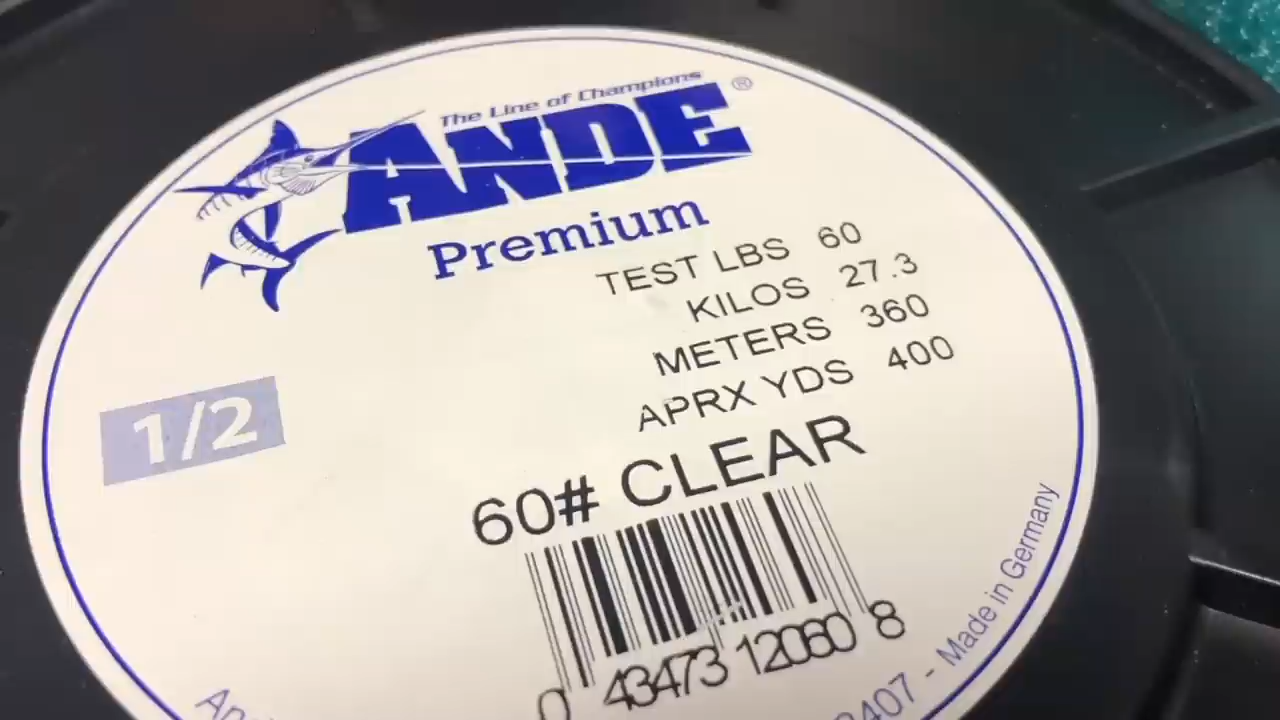 The Line of Champions
ANDE®
Premium
TEST LBS 60
KILOS 27.3
METERS 360
APRX YDS 400
1/2
60# CLEAR
0 43473 12060 8
407 - Made in Germany